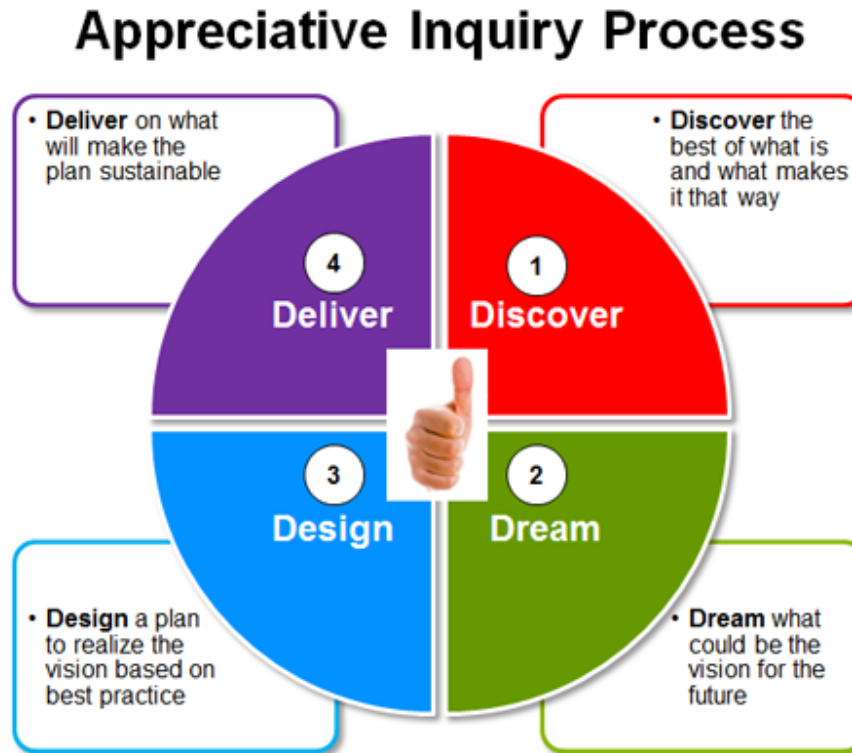 Appreciative Inquiry Process
• Deliver on what
will make the
plan sustainable
• Discover the
best of what is
and what makes
it that way
4
Deliver
1
Discover
3
Design
2
Dream
• Design a plan
to realize the
vision based on
best practice
• Dream what
could be the
vision for the
future